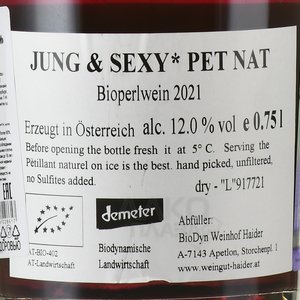 JUNG & SEXY* PET NAT
Bioperlwein 2021
Erzeugt in Österreich alc. 12.0 % vol e 0.75 l
Before opening the bottle fresh it at 5° C. Serving the
Pètillant naturel on ice is the best. hand picked, unfiltered,
no Sulfites added.
dry - "L"917721
demeter
AT-BIO-402
AT-Landwirtschaft
Biodynamische
Landwirtschaft
Abfüller:
BioDyn Weinhof Haider
A-7143 Apetlon, Storchenpl. 1
www.weingut-haider.at